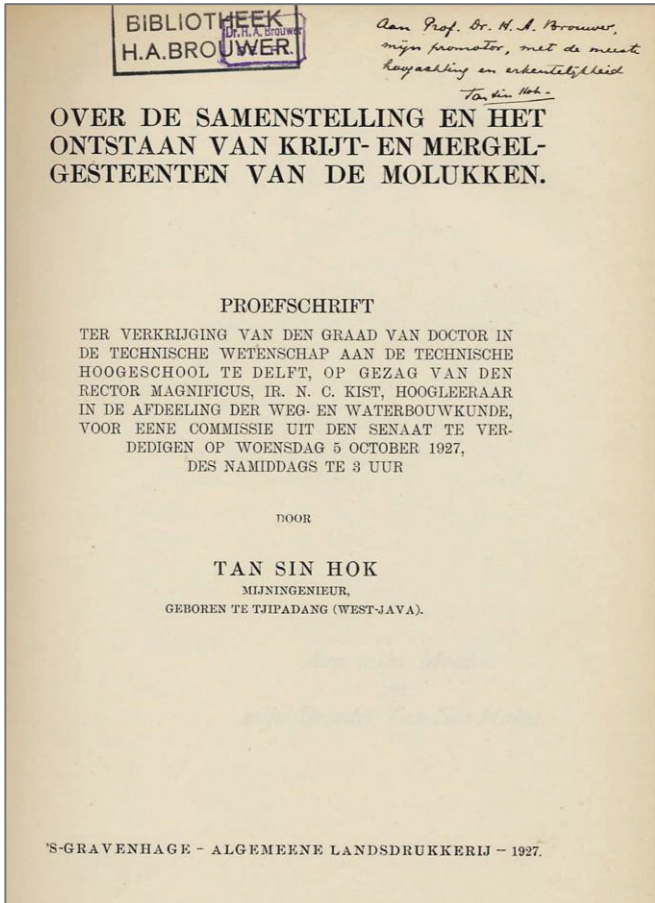 BIBLIOTHEEK
H.A.BROUWER.
Dr. H. A. Brouwer
Aan Prof. Dr. H. A. Brouwer,
mijn promotor, met de meeste
hoogachting en erkentelijkheid
Tan Sin Hok.
OVER DE SAMENSTELLING EN HET
ONTSTAAN VAN KRIJT- EN MERGEL-
GESTEENTEN VAN DE MOLUKKEN.
PROEFSCHRIFT
TER VERKRIJGING VAN DEN GRAAD VAN DOCTOR IN
DE TECHNISCHE WETENSCHAP AAN DE TECHNISCHE
HOOGESCHOOL TE DELFT, OP GEZAG VAN DEN
RECTOR MAGNIFICUS, IR. N. C. KIST, HOOGLEERAAR
IN DE AFDEELING DER WEG- EN WATERBOUWKUNDE,
VOOR EENE COMMISSIE UIT DEN SENAAT TE VER-
DEDIGEN OP WOENSDAG 5 OCTOBER 1927,
DES NAMIDDAGS TE 3 UUR
DOOR
TAN SIN HOK
MIJNINGENIEUR,
GEBOREN TE TJIPADANG (WEST-JAVA).
'S-GRAVENHAGE - ALGEMEENE LANDSDRUKKERIJ - 1927.